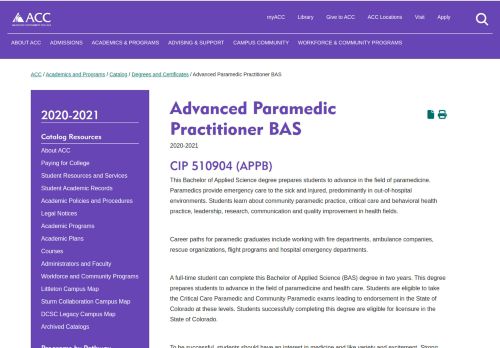 ACC
myACC Library Give to ACC ACC Locations Visit Apply
ABOUT ACC ADMISSIONS ACADEMICS & PROGRAMS ADVISING & SUPPORT CAMPUS COMMUNITY WORKFORCE & COMMUNITY PROGRAMS
ACC / Academics and Programs / Catalog / Degrees and Certificates / Advanced Paramedic Practitioner BAS
2020-2021
Catalog Resources
About ACC
Paying for College
Student Resources and Services
Student Academic Records
Academic Policies and Procedures
Legal Notices
Academic Programs
Academic Plans
Courses
Administrators and Faculty
Workforce and Community Programs
Littleton Campus Map
Sturm Collaboration Campus Map
DCSC Legacy Campus Map
Archived Catalogs
Programs by Pathway
Advanced Paramedic
Practitioner BAS
2020-2021
CIP 510904 (APPB)
This Bachelor of Applied Science degree prepares students to advance in the field of paramedicine.
Paramedics provide emergency care to the sick and injured, predominantly in out-of-hospital
environments. Students learn about community paramedic practice, critical care and behavioral health
practice, leadership, research, communication and quality improvement in health fields.
Career paths for paramedic graduates include working with fire departments, ambulance companies,
rescue organizations, flight programs and hospital emergency departments.
A full-time student can complete this Bachelor of Applied Science (BAS) degree in two years. This degree
prepares students to advance in the field of paramedicine and health care. Students are eligible to take
the Critical Care Paramedic and Community Paramedic exams leading to endorsement in the State of
Colorado at these levels. Students successfully completing this degree are eligible for licensure in the
State of Colorado.
To be successful, students should have an interest in medicine and like variety and excitement. Strong